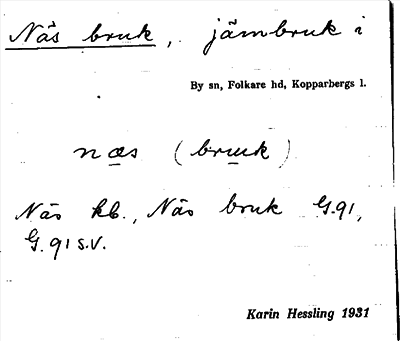 Näs bruk, järnbruk i
By sn, Folkare hd, Kopparbergs l.
næs (bruk)
Näs kb., Näs bruk G.91,
G.91 s.v.
Karin Hessling 1931